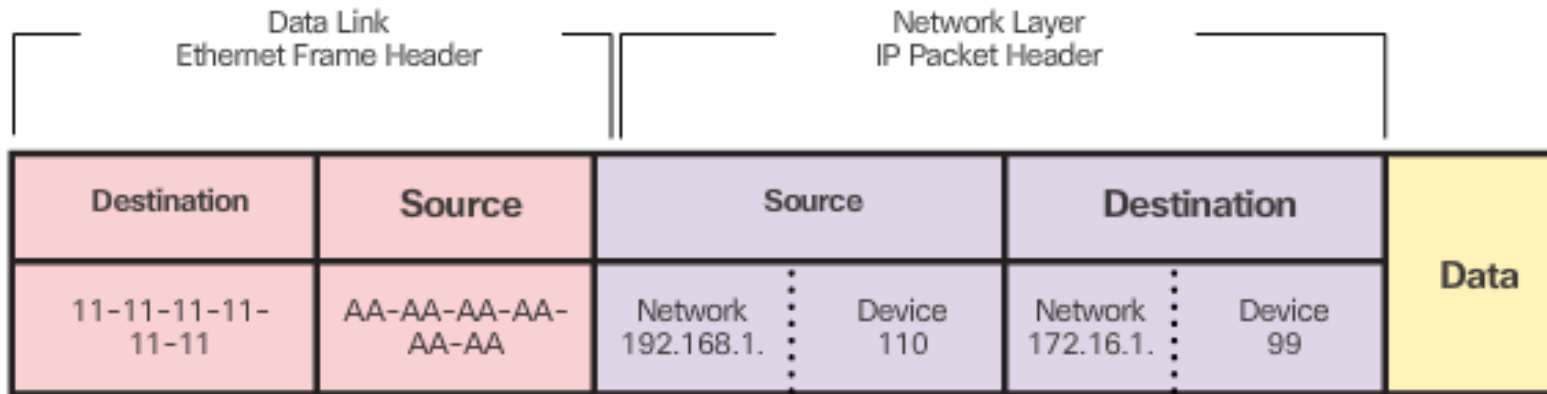 Data Link
Ethernet Frame Header
Network Layer
IP Packet Header
Destination
Source
Source
Destination
Data
11-11-11-11-
11-11
AA-AA-AA-AA-
AA-AA
Network
192.168.1.
Device
110
Network
172.16.1.
Device
99